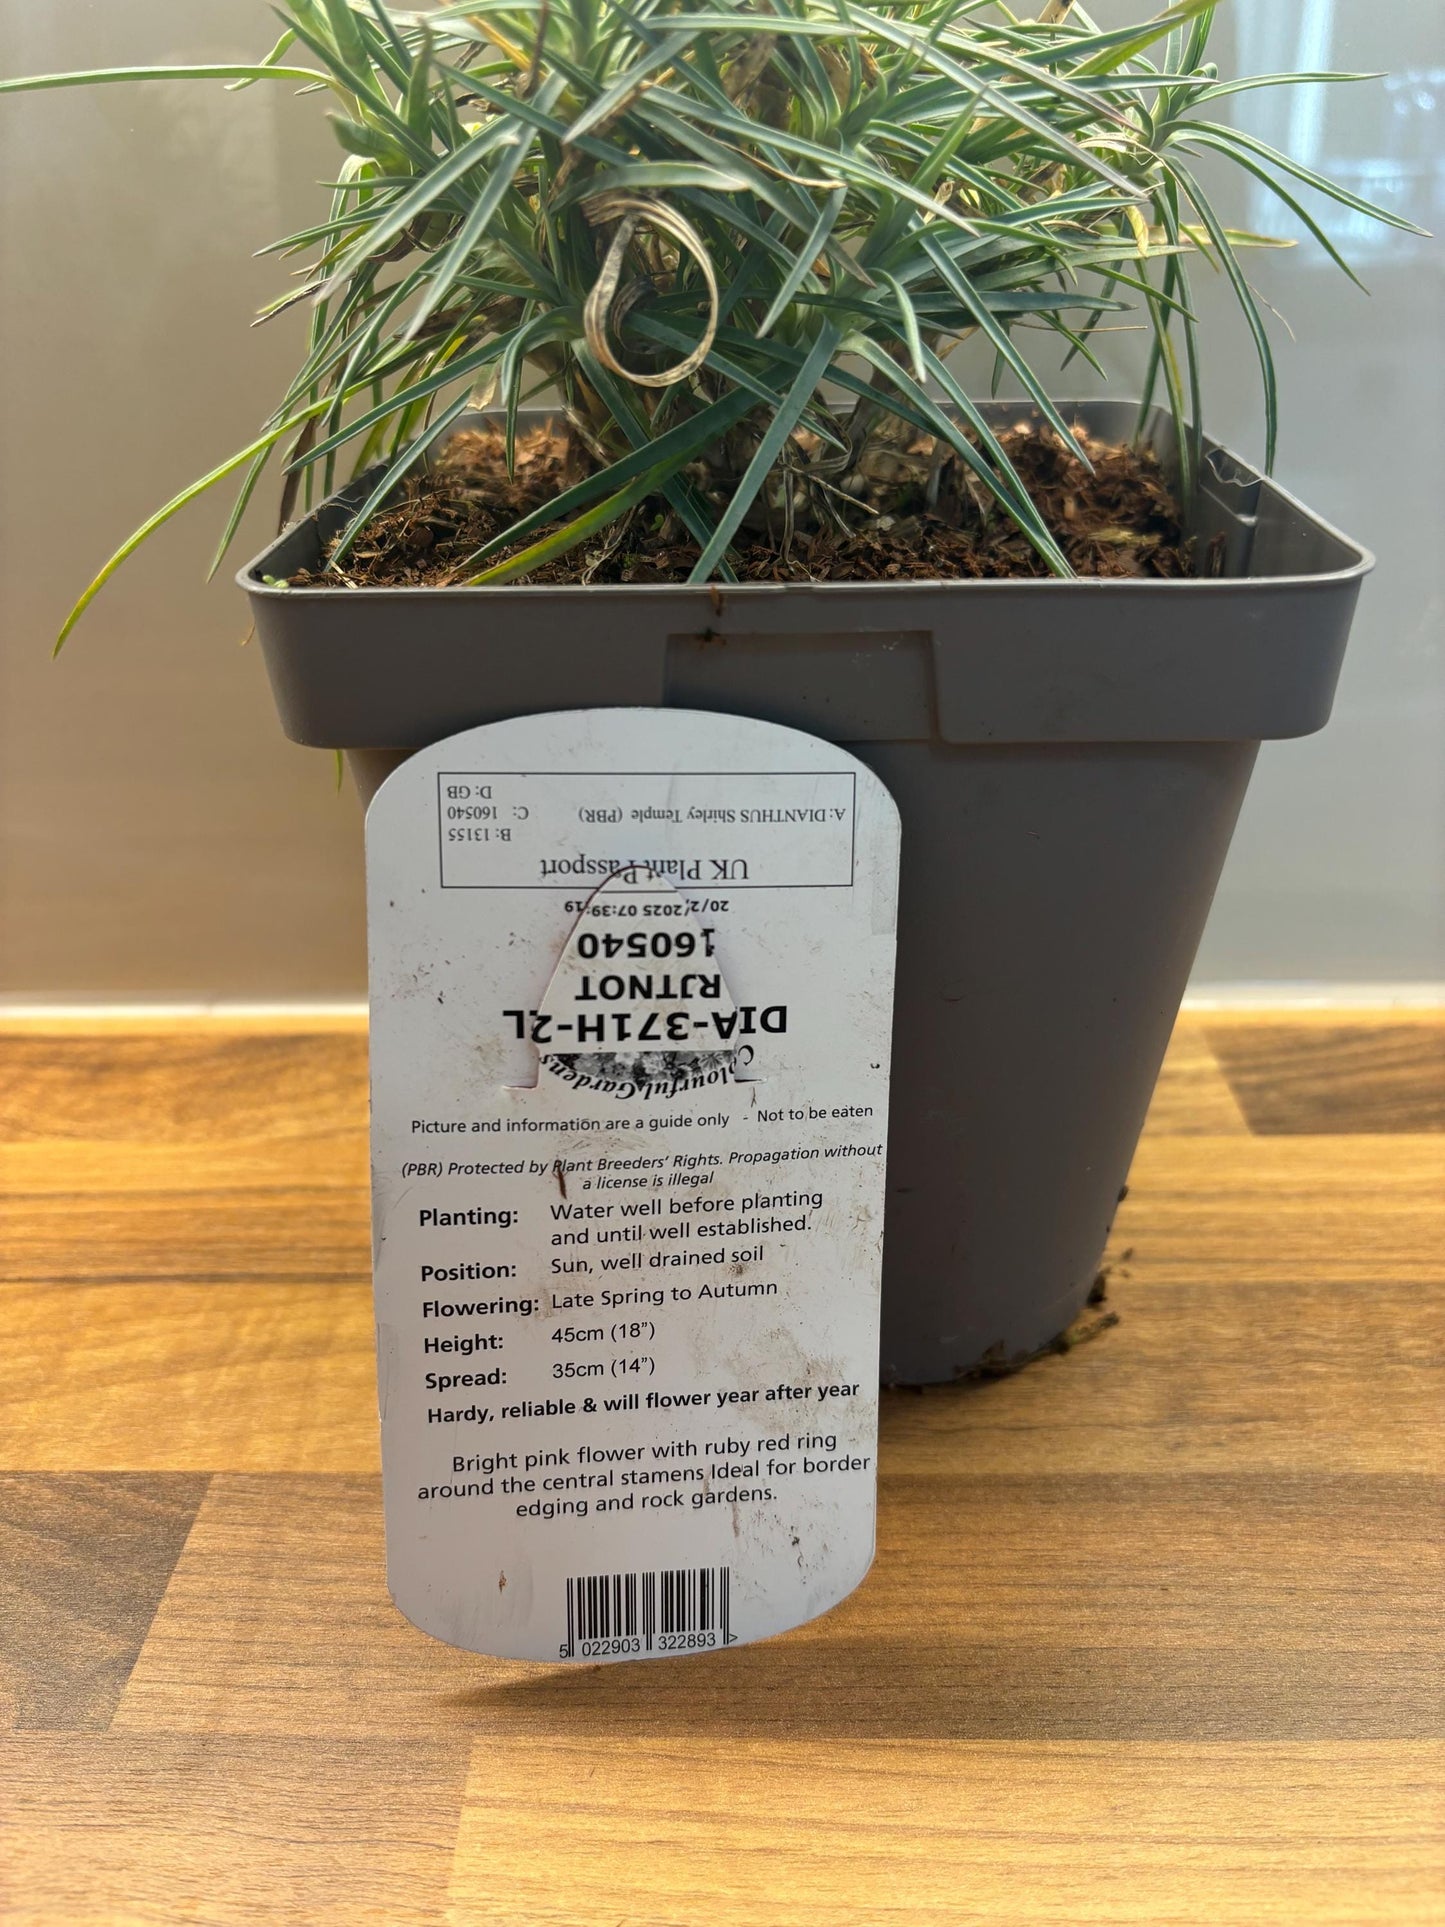 D: GB
A: DIANTHUS Shirley Temple (PBR) C: 160540
B: 13155
UK Plant Passport
20/2/2025 07:39:19
160540
RJTNOT
DIA-371H-2L
Colourful Gardens
Picture and information are a guide only - Not to be eaten
(PBR) Protected by Plant Breeders' Rights. Propagation without
a license is illegal
Planting: Water well before planting
and until well established.
Position: Sun, well drained soil
Flowering: Late Spring to Autumn
Height: 45cm (18")
Spread: 35cm (14")
Hardy, reliable & will flower year after year
Bright pink flower with ruby red ring
around the central stamens Ideal for border
edging and rock gardens.
5 022903 322893 >